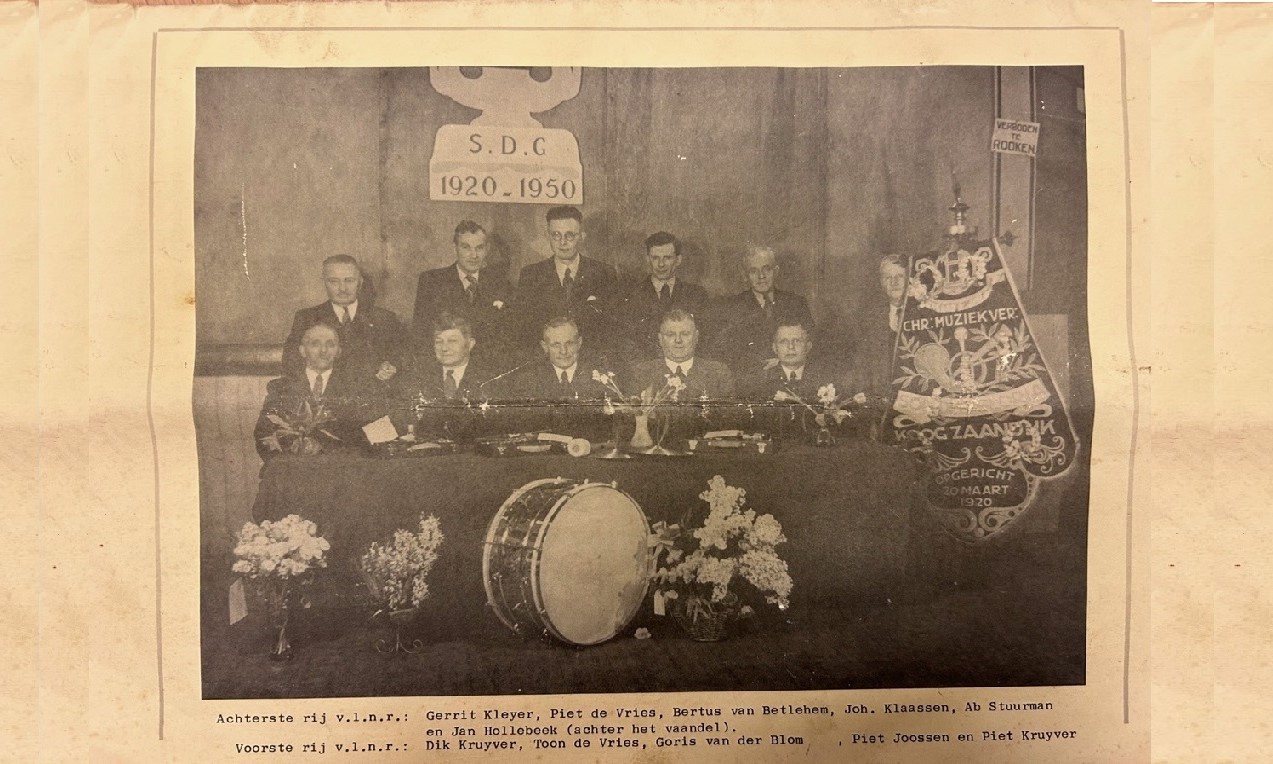 S.D.G
1920-1950
VERBODEN
TE
ROOKEN
CHR. MUZIEKVER.
KOOG ZAANDIJK
OPGERICHT
20 MAART
1920
Achterste rij v.l.n.r.: Gerrit Kleyer, Piet de Vries, Bertus van Betlehem, Joh. Klaassen, Ab Stuurman
en Jan Hollebeek (achter het vaandel).
Voorste rij v.l.n.r.: Dik Kruyver, Toon de Vries, Goris van der Blom , Piet Joossen en Piet Kruyver